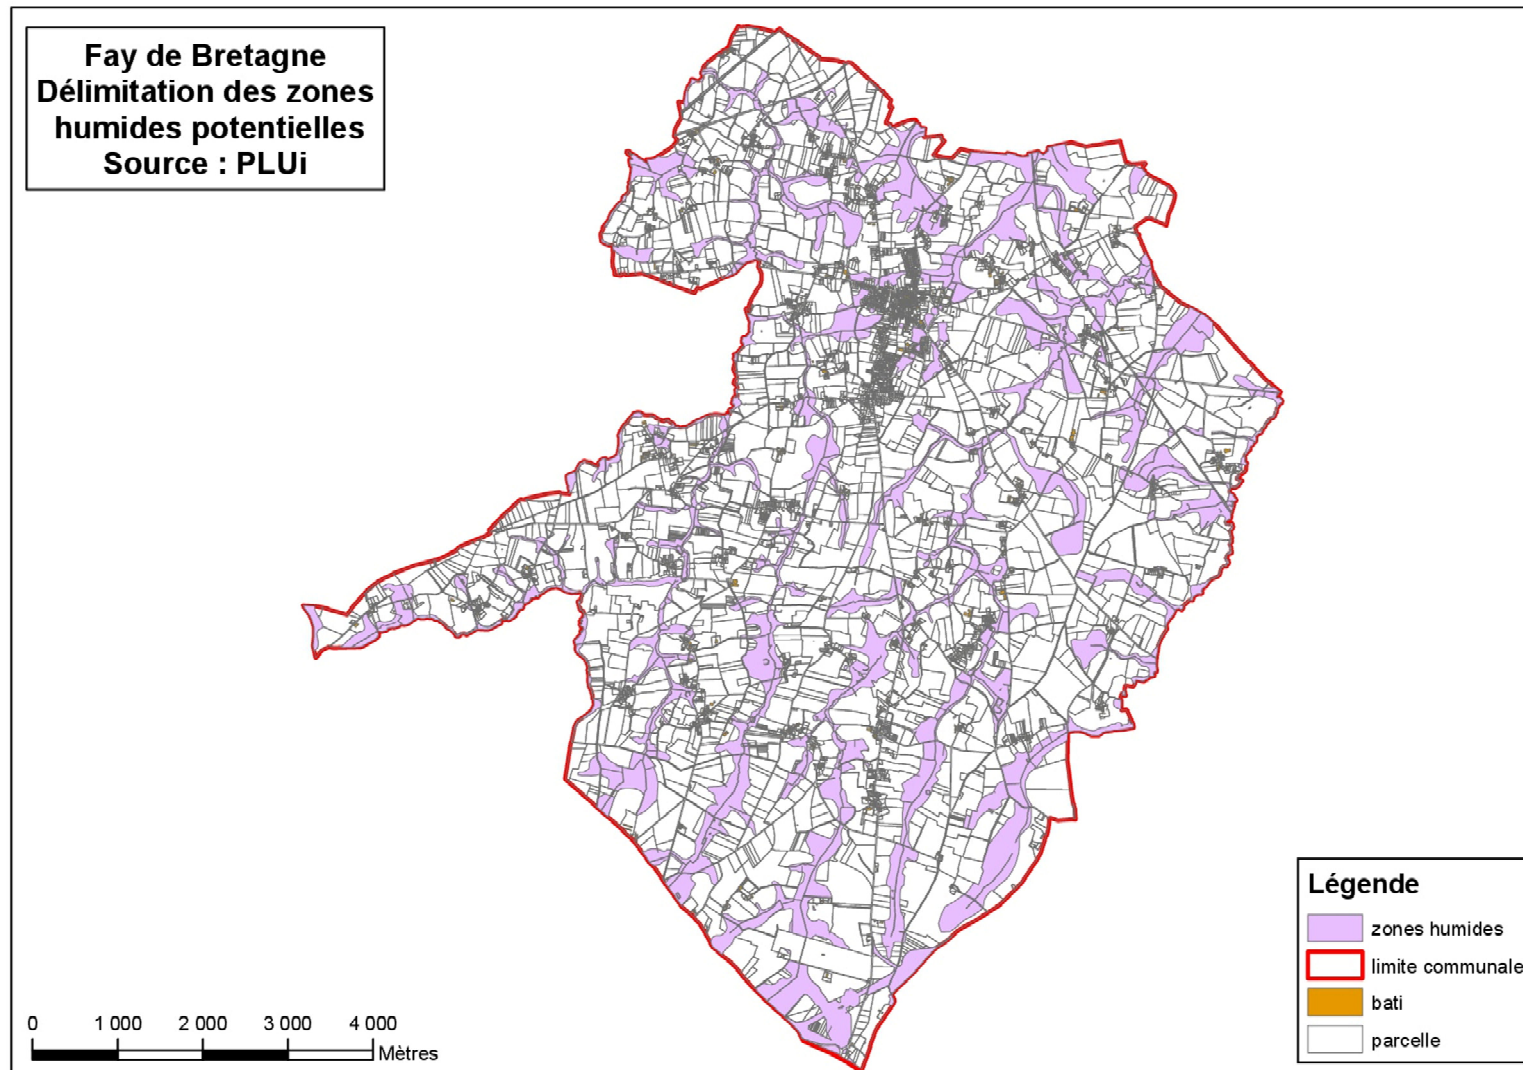 Fay de Bretagne
Délimitation des zones
humides potentielles
Source : PLUi
0 1 000 2 000 3 000 4 000
Mètres
Légende
zones humides
limite communale
bati
parcelle